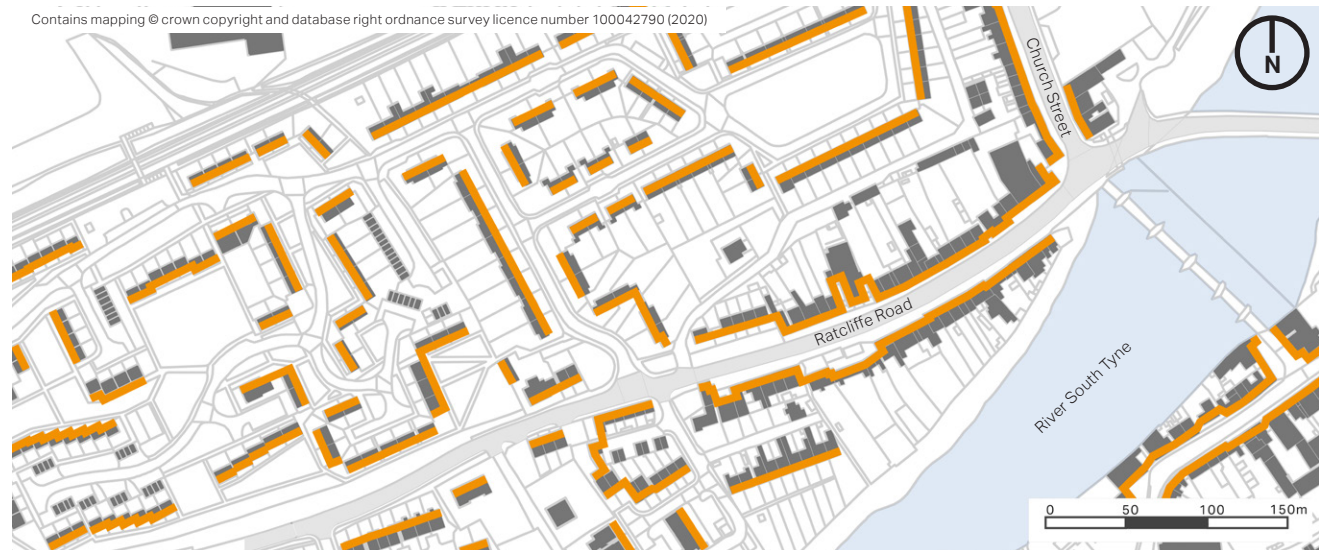 Contains mapping © crown copyright and database right ordnance survey licence number 100042790 (2020)
N
Church Street
Ratcliffe Road
River South Tyne
0 50 100 150m